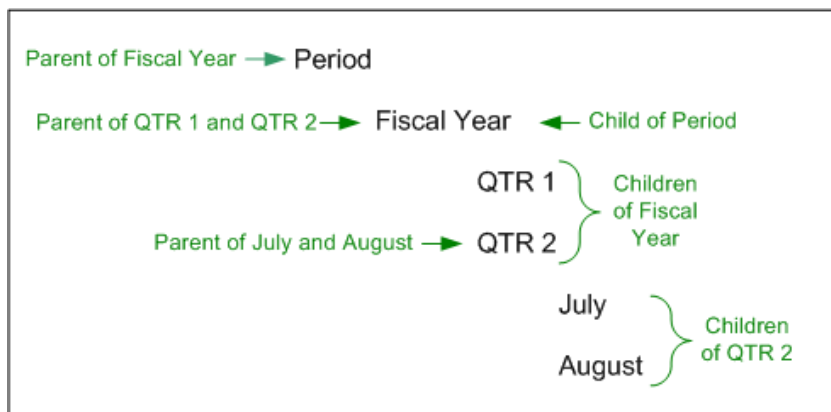 Parent of Fiscal Year Period
Parent of QTR 1 and QTR 2 Fiscal Year Child of Period
QTR 1
Children
of Fiscal
Year
Parent of July and August QTR 2
July
Children
of QTR 2
August